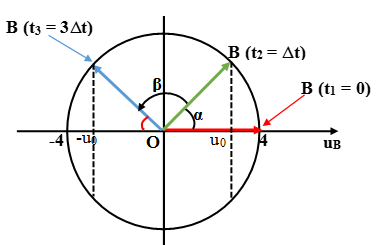 B (t₃ = 3Δt)
B (t₂ = Δt)
β
B (t₁ = 0)
α
-4 -u₀ O u₀ 4 u_B